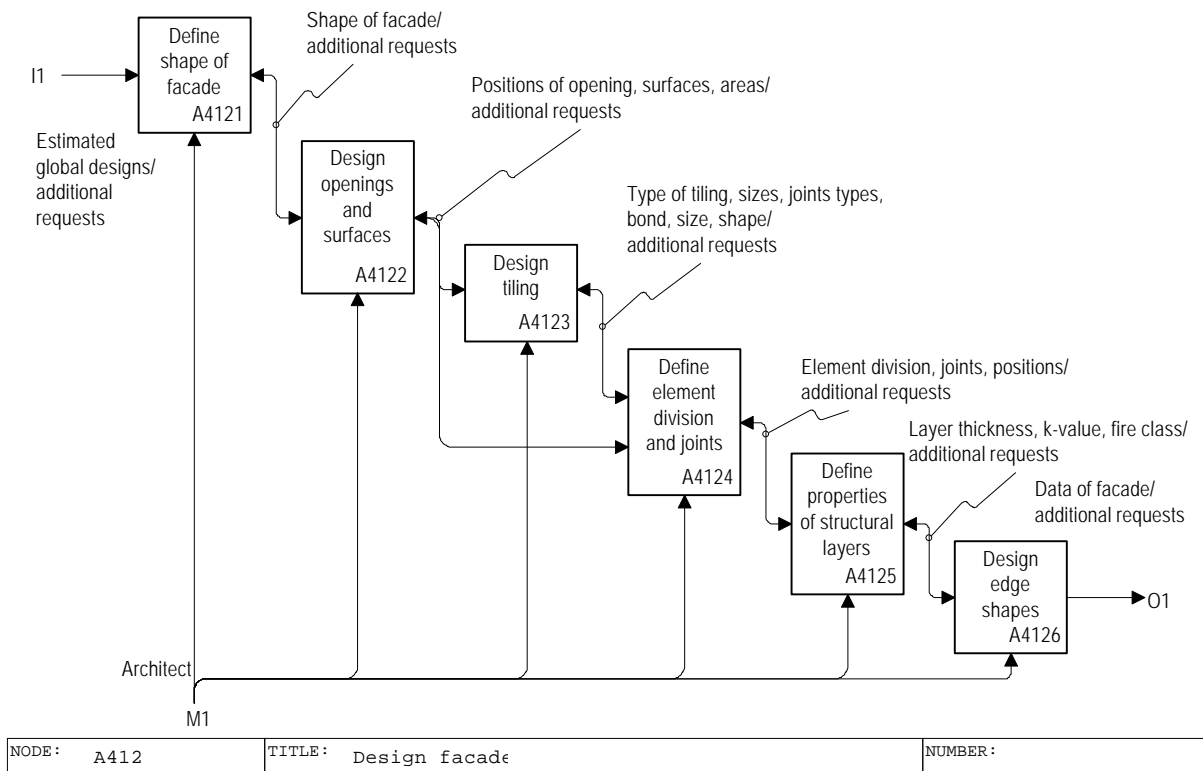 Define
shape of
facade
A4121
I1
Shape of facade/
additional requests
Estimated
global designs/
additional
requests
Positions of opening, surfaces, areas/
additional requests
Design
openings
and
surfaces
A4122
Type of tiling, sizes, joints types,
bond, size, shape/
additional requests
Design
tiling
A4123
Define
element
division
and joints
A4124
Element division, joints, positions/
additional requests
Layer thickness, k-value, fire class/
additional requests
Define
properties
of structural
layers
A4125
Data of facade/
additional requests
Design
edge
shapes
A4126
O1
Architect
M1
NODE: A412 TITLE: Design facade NUMBER: